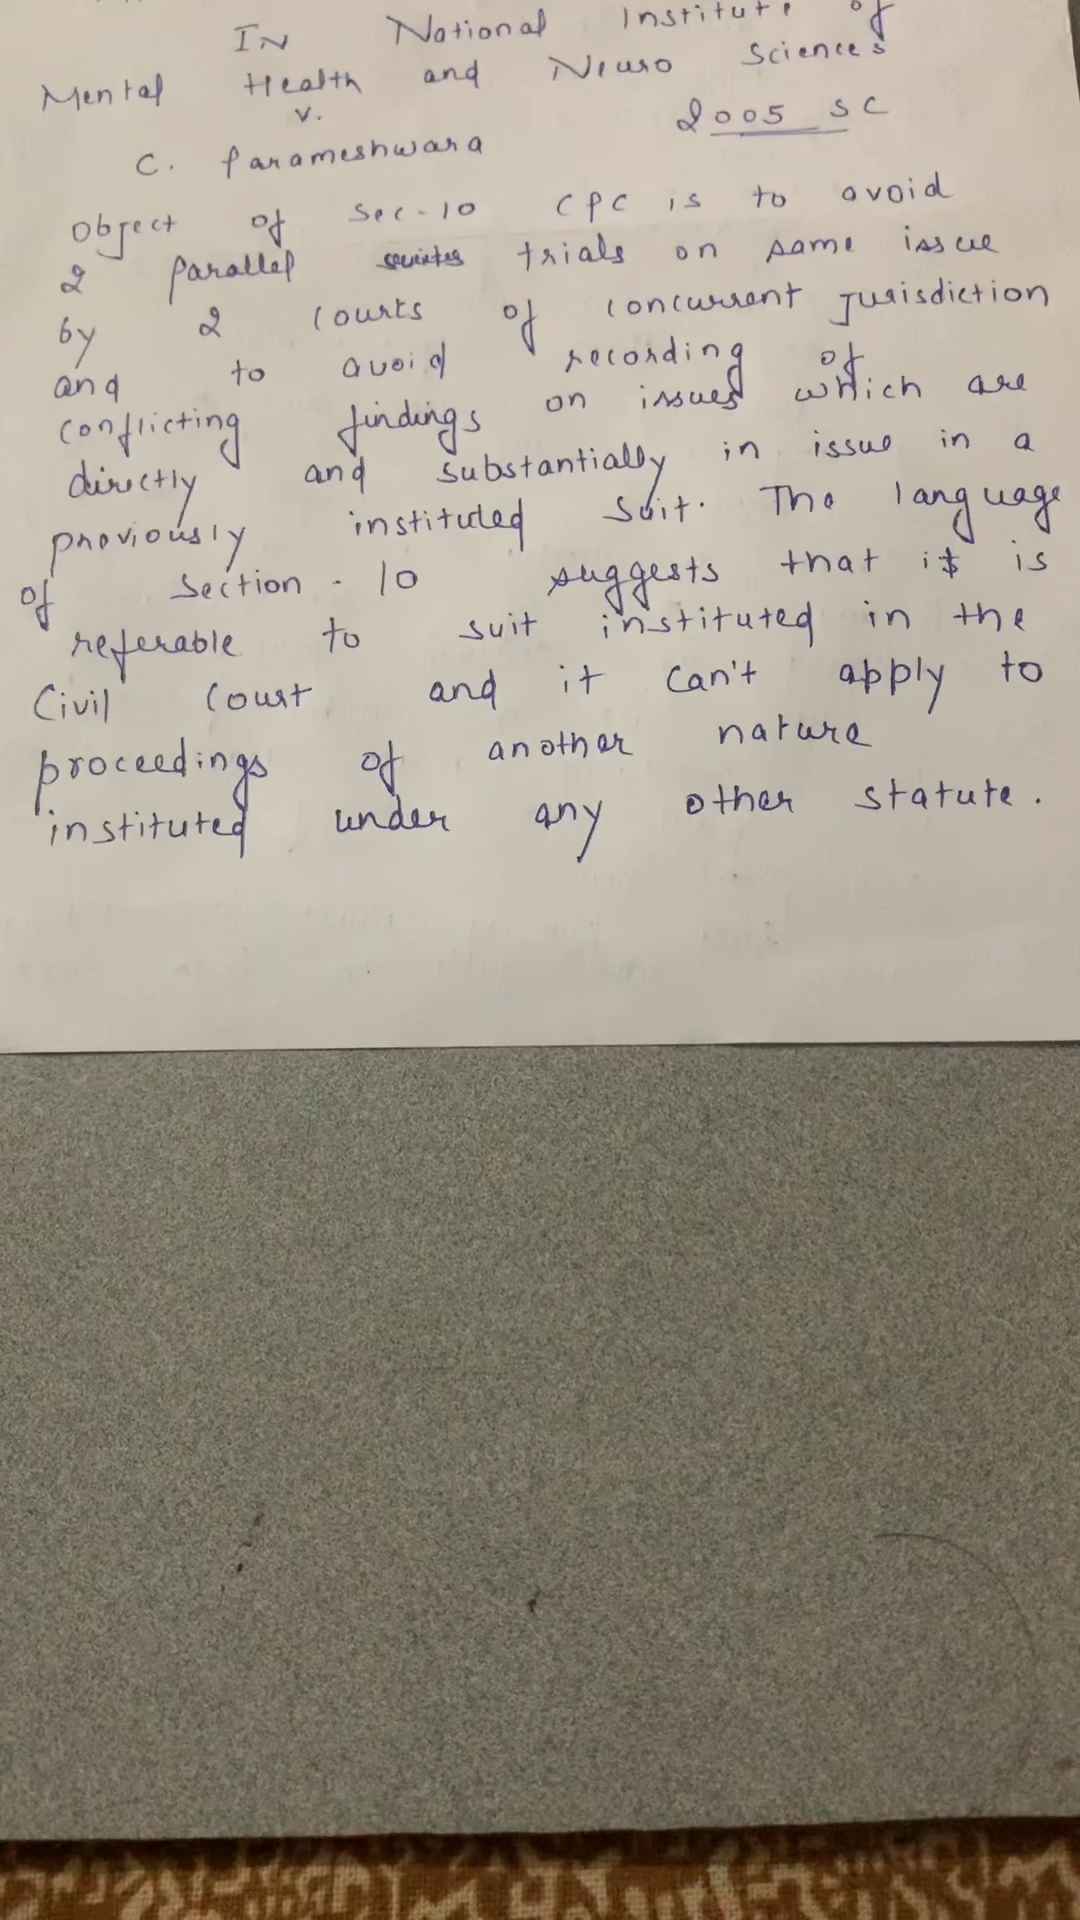 IN National Institute of
Mental Health and Neuro Sciences
v.
C. Parameshwara 2005 SC
Object of Sec-10 CPC is to avoid
2 parallel trials on same issue
by 2 courts of concurrent jurisdiction
and to avoid recording of
conflicting findings on issues which are
directly and substantially in issue in a
previously instituted suit. The language
of Section-10 suggests that it is
referable to suit instituted in the
Civil Court and it can't apply to
proceedings of another nature
instituted under any other statute.